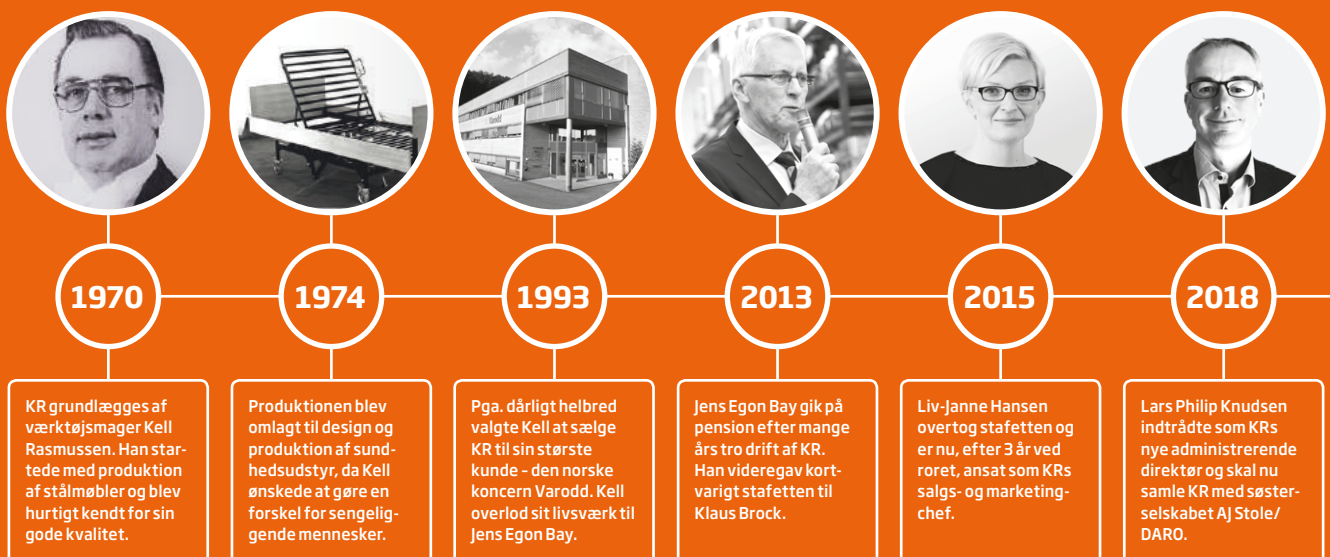 1970
1974
1993
2013
2015
2018
KR grundlægges af
værktøjsmager Kell
Rasmussen. Han star-
tede med produktion
af stålmøbler og blev
hurtigt kendt for sin
gode kvalitet.
Produktionen blev
omlagt til design og
produktion af sund-
hedsudstyr, da Kell
ønskede at gøre en
forskel for sengelig-
gende mennesker.
Pga. dårligt helbred
valgte Kell at sælge
KR til sin største
kunde – den norske
koncern Varodd. Kell
overlod sit livsværk til
Jens Egon Bay.
Jens Egon Bay gik på
pension efter mange
års tro drift af KR.
Han videregav kort-
varigt stafetten til
Klaus Brock.
Liv-Janne Hansen
overtog stafetten og
er nu, efter 3 år ved
roret, ansat som KRs
salgs- og marketing-
chef.
Lars Philip Knudsen
indtrådte som KRs
nye administrerende
direktør og skal nu
samle KR med søster-
selskabet AJ Stole/
DARO.